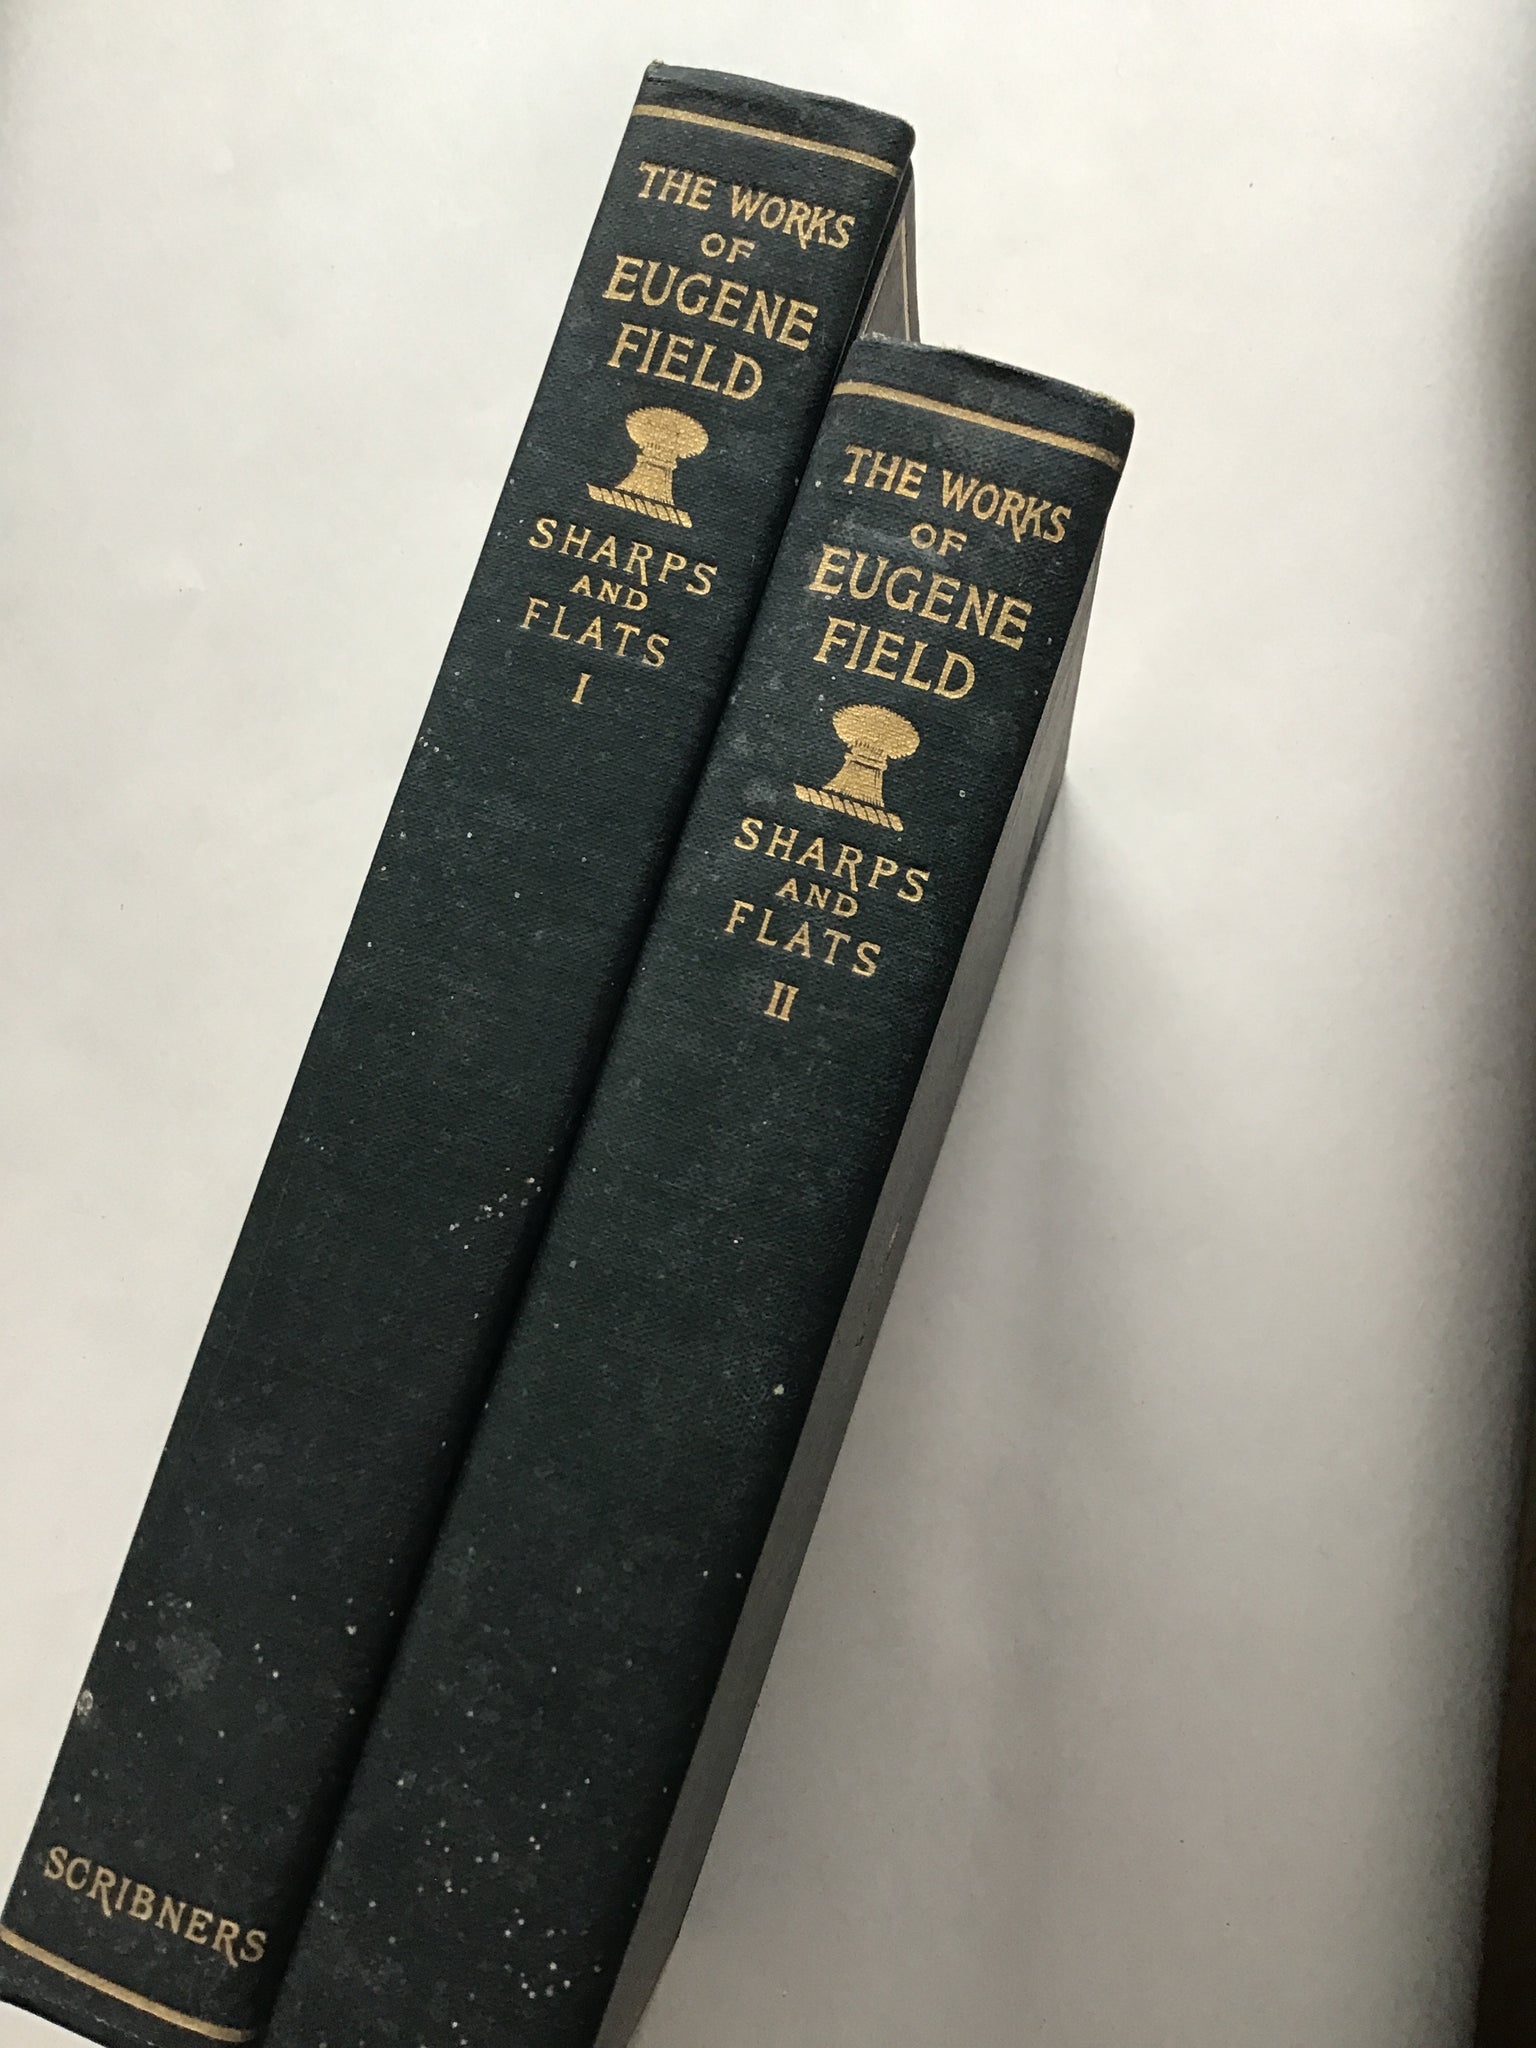 THE WORKS
OF
EUGENE
FIELD
SHARPS
AND
FLATS
I
SCRIBNERS
THE WORKS
OF
EUGENE
FIELD
SHARPS
AND
FLATS
II